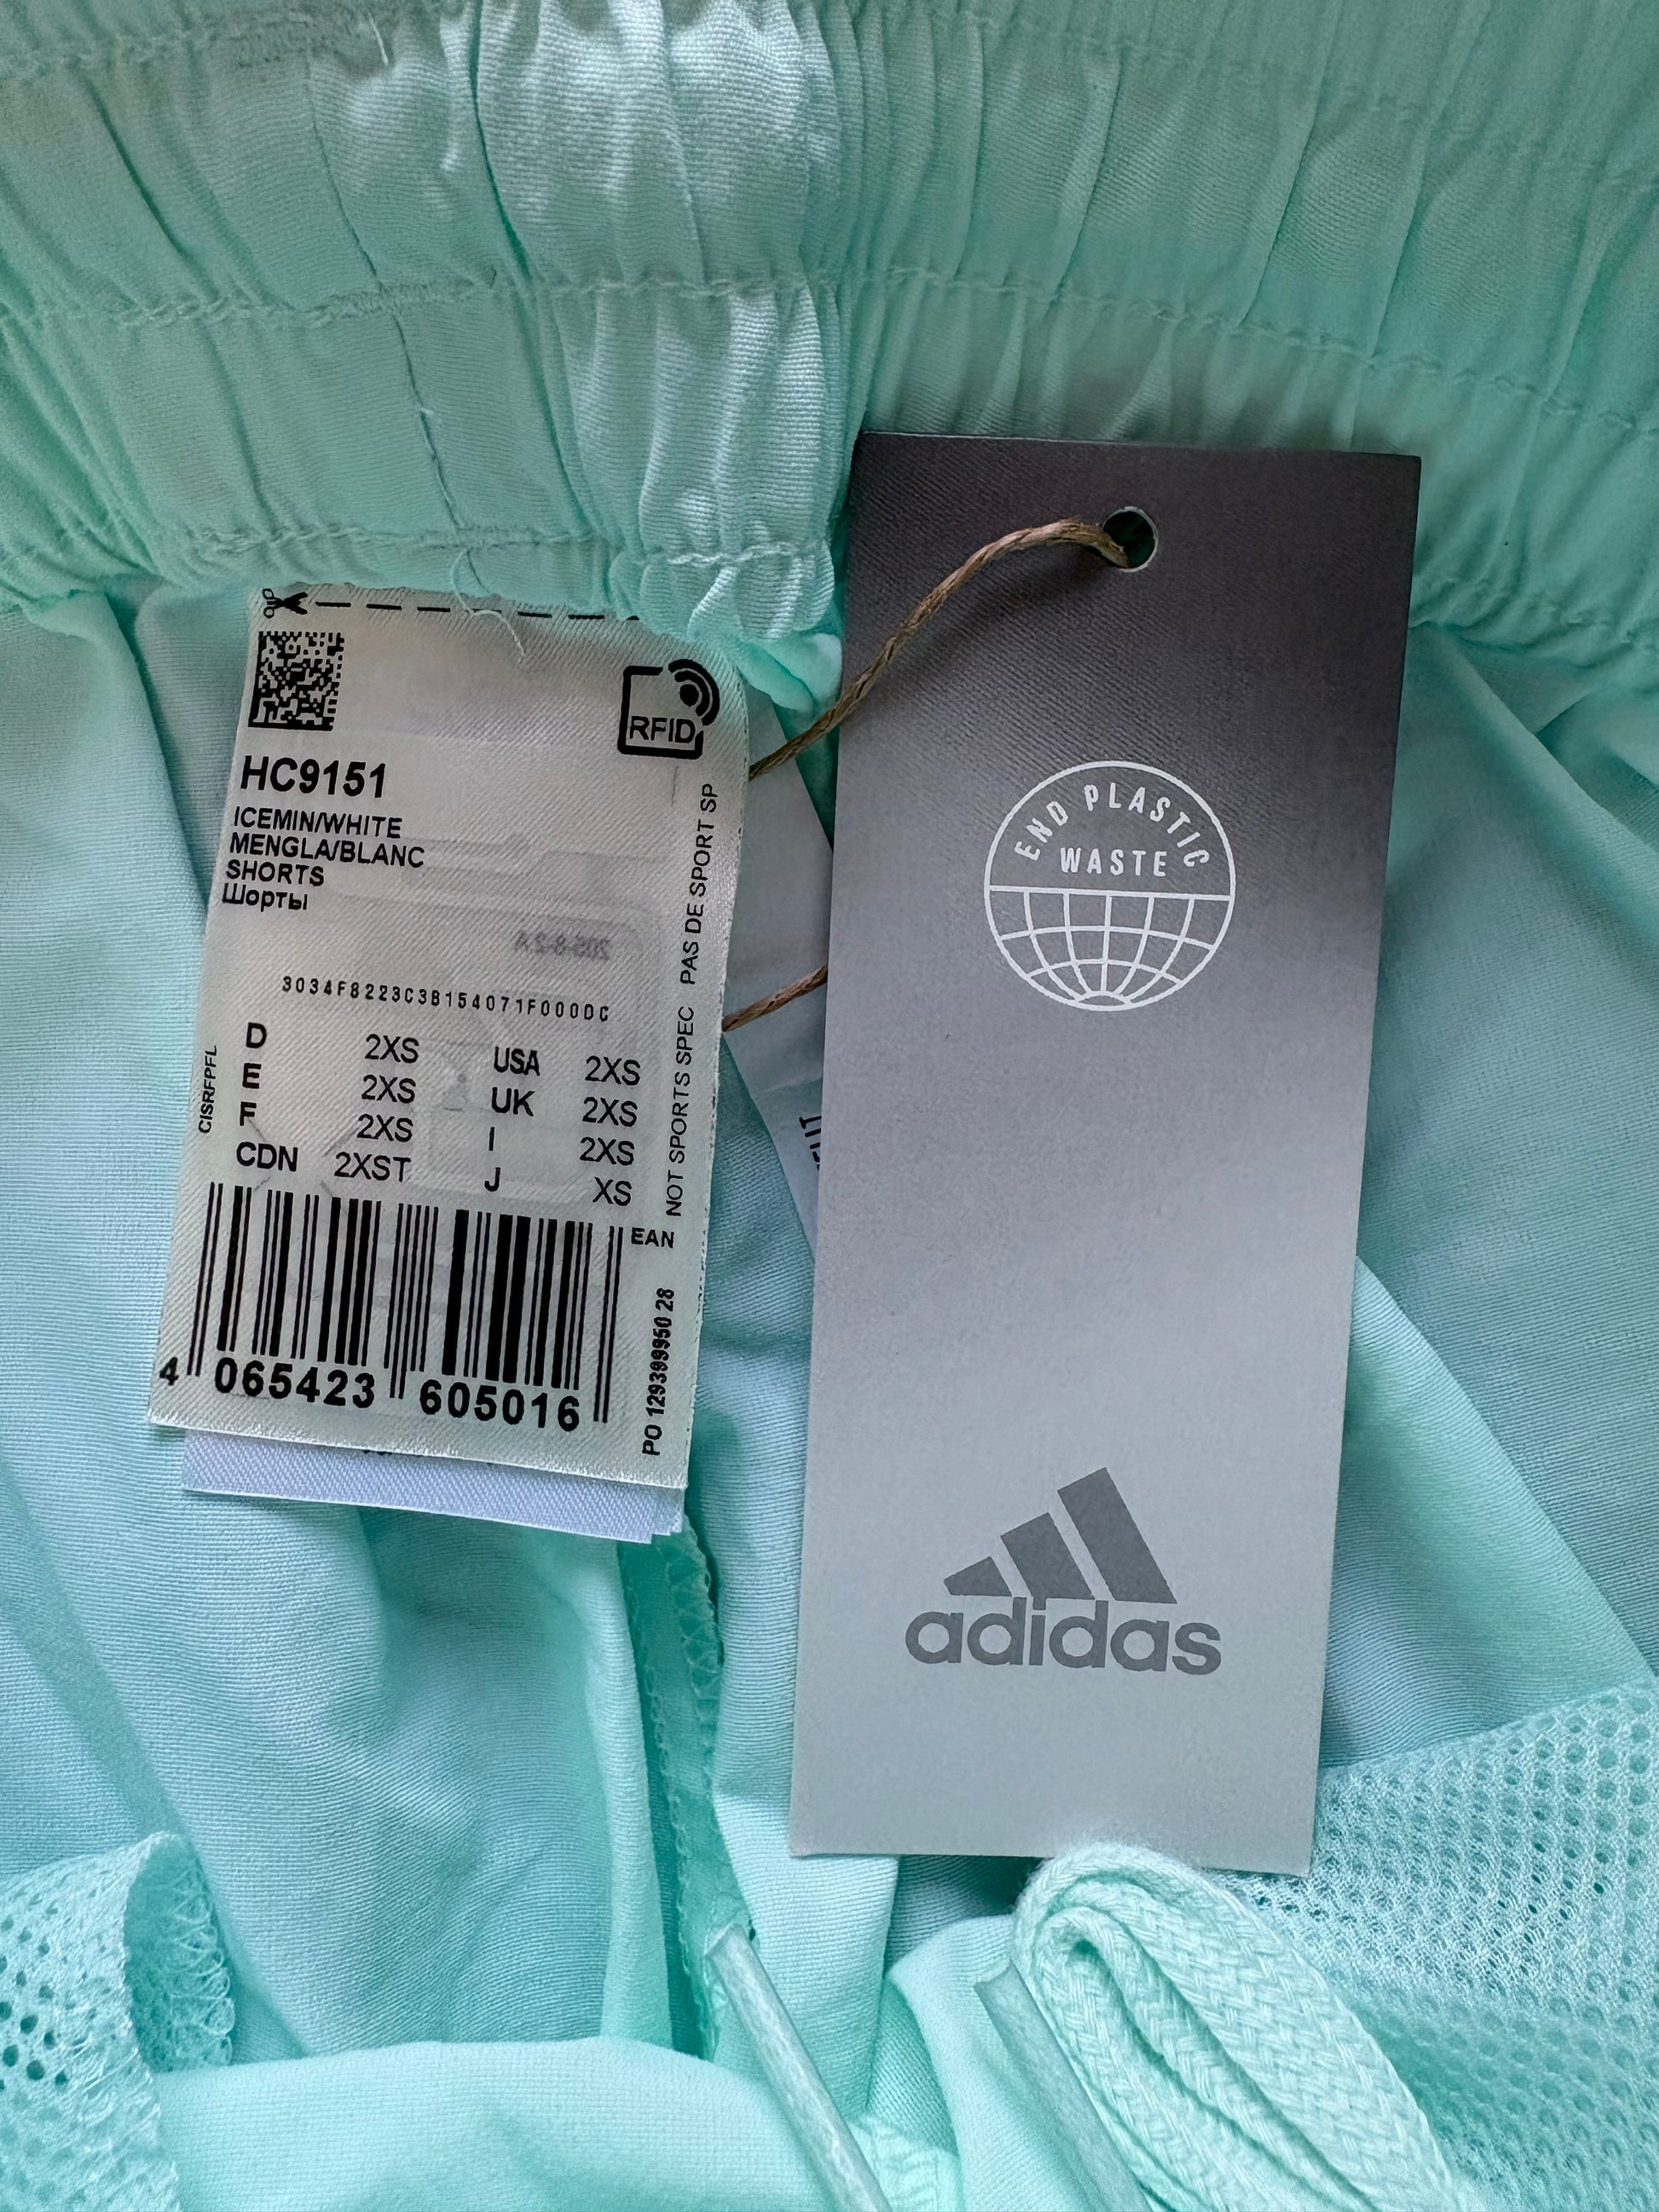 RFID
HC9151
ICEMIN/WHITE
MENGLA/BLANC
SHORTS
Шорты
3034F8223C3B154071F000DC
D 2XS USA 2XS
E 2XS UK 2XS
F 2XS I 2XS
CDN 2XST J XS
CISRFPFL
NOT SPORTS SPEC PAS DE SPORT SP
EAN
4 065423 605016
PO 129399950 28
END PLASTIC
WASTE
adidas